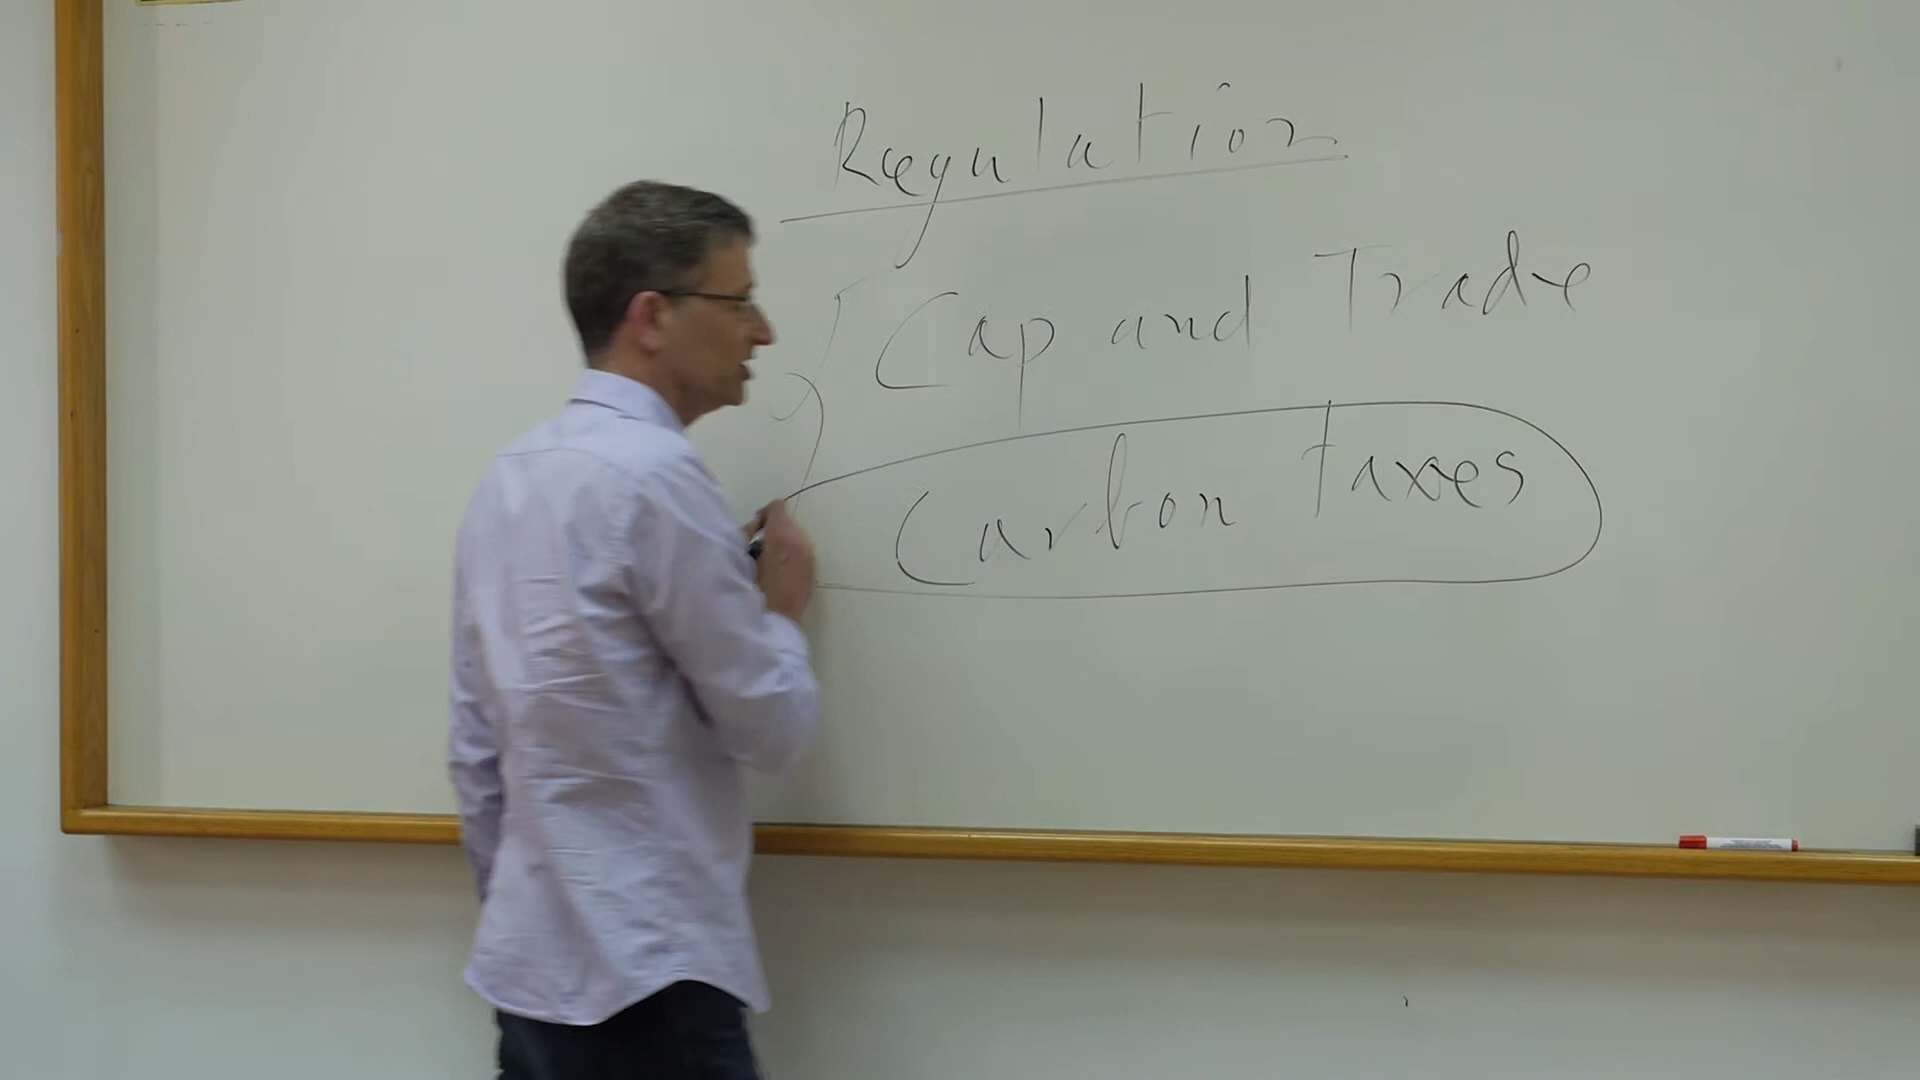 Regulation
Cap and Trade
Carbon taxes